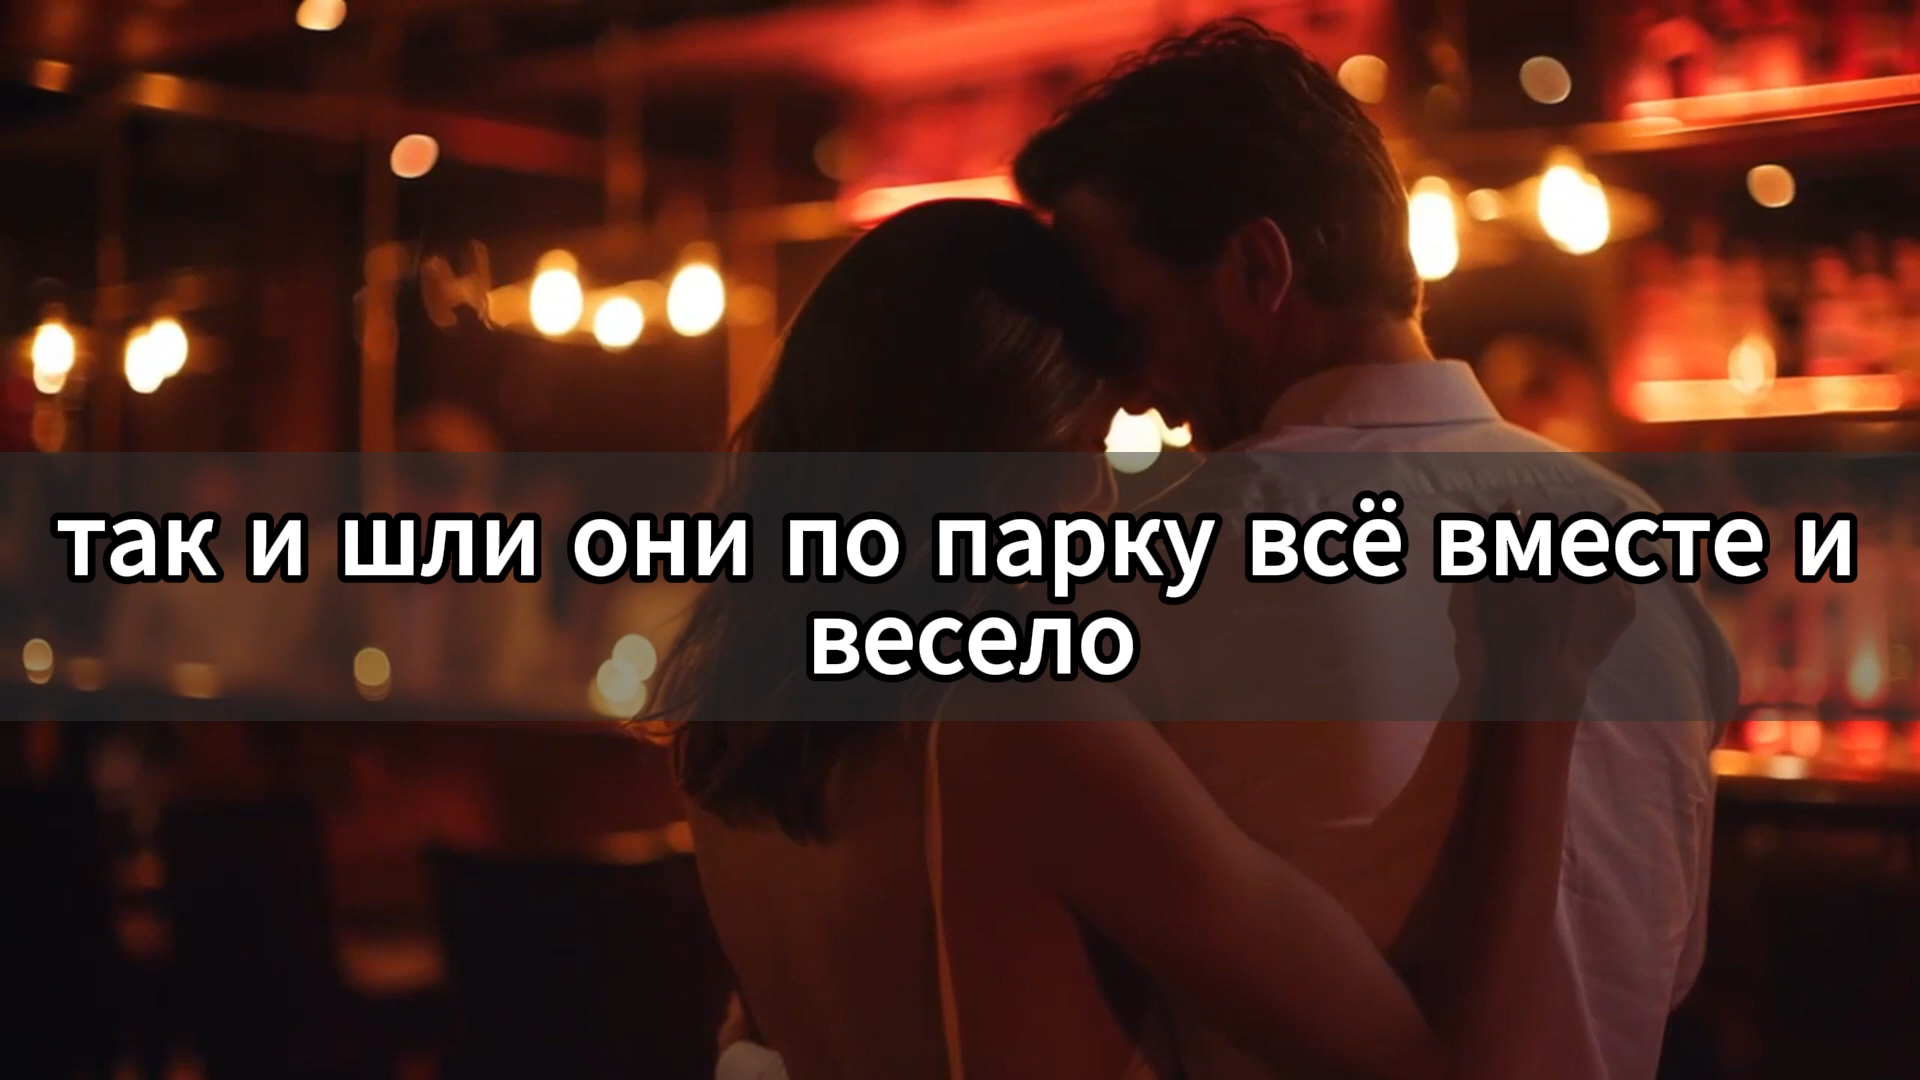 так и шли они по парку всё вместе и
весело